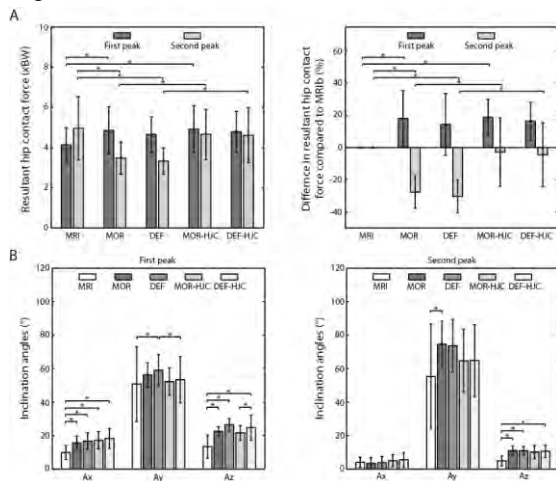 A
First peak
Second peak
Resultant hip contact force (xBW)
10
8
6
4
2
0
MRI
MOR
DEF
MOR-HJC
DEF-HJC
First peak
Second peak
Differnce in resultant hip contact
force compared to MRIb (%)
60
40
20
0
-20
-40
MRI
MOR
DEF
MOR-HJC
DEF-HJC
B
First peak
MRI
MOR
DEF
MOR-HJC
DEF-HJC
Inclination angles (°)
120
100
80
60
40
20
0
Ax
Ay
Az
Second peak
MRI
MOR
DEF
MOR-HJC
DEF-HJC
Inclination angles (°)
120
100
80
60
40
20
0
Ax
Ay
Az